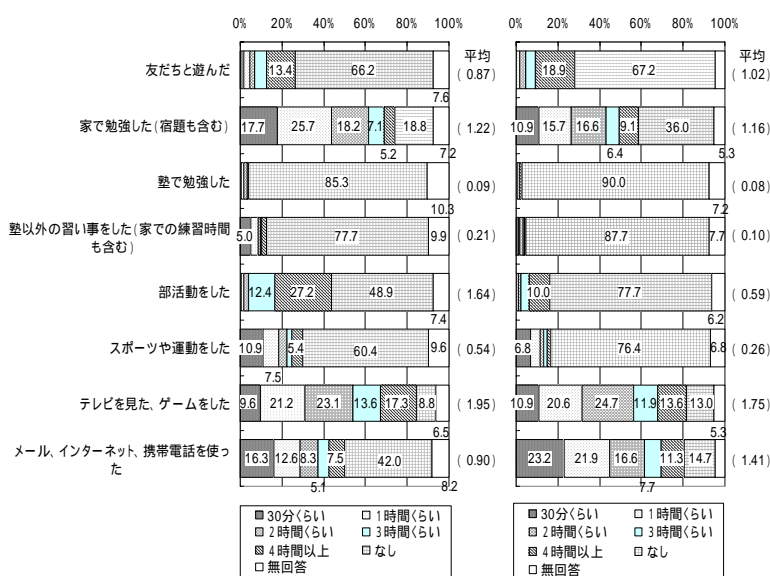 0% 20% 40% 60% 80% 100%
0% 20% 40% 60% 80% 100%
平均
平均
友だちと遊んだ
13.4 66.2
7.6
(0.87)
18.9 67.2
(1.02)
家で勉強した(宿題も含む)
17.7 25.7 18.2 7.1 18.8
5.2 7.2
(1.22)
10.9 15.7 16.6 9.1 36.0
6.4 5.3
(1.16)
塾で勉強した
85.3
10.3
(0.09)
90.0
7.2
(0.08)
塾以外の習い事をした(家での練習時間
も含む)
5.0 77.7 9.9
(0.21)
87.7 7.7
(0.10)
部活動をした
12.4 27.2 48.9
7.4
(1.64)
10.0 77.7
6.2
(0.59)
スポーツや運動をした
10.9 5.4 60.4 9.6
7.5
(0.54)
6.8 76.4 6.8
(0.26)
テレビを見た、ゲームをした
9.6 21.2 23.1 13.6 17.3 8.8
6.5
(1.95)
10.9 20.6 24.7 11.9 13.6 13.0
5.3
(1.75)
メール、インターネット、携帯電話を使っ
た
16.3 12.6 8.3 7.5 42.0
5.1 8.2
(0.90)
23.2 21.9 16.6 11.3 14.7
7.7
(1.41)
30分くらい 1時間くらい
2時間くらい 3時間くらい
4時間以上 なし
無回答
30分くらい 1時間くらい
2時間くらい 3時間くらい
4時間以上 なし
無回答